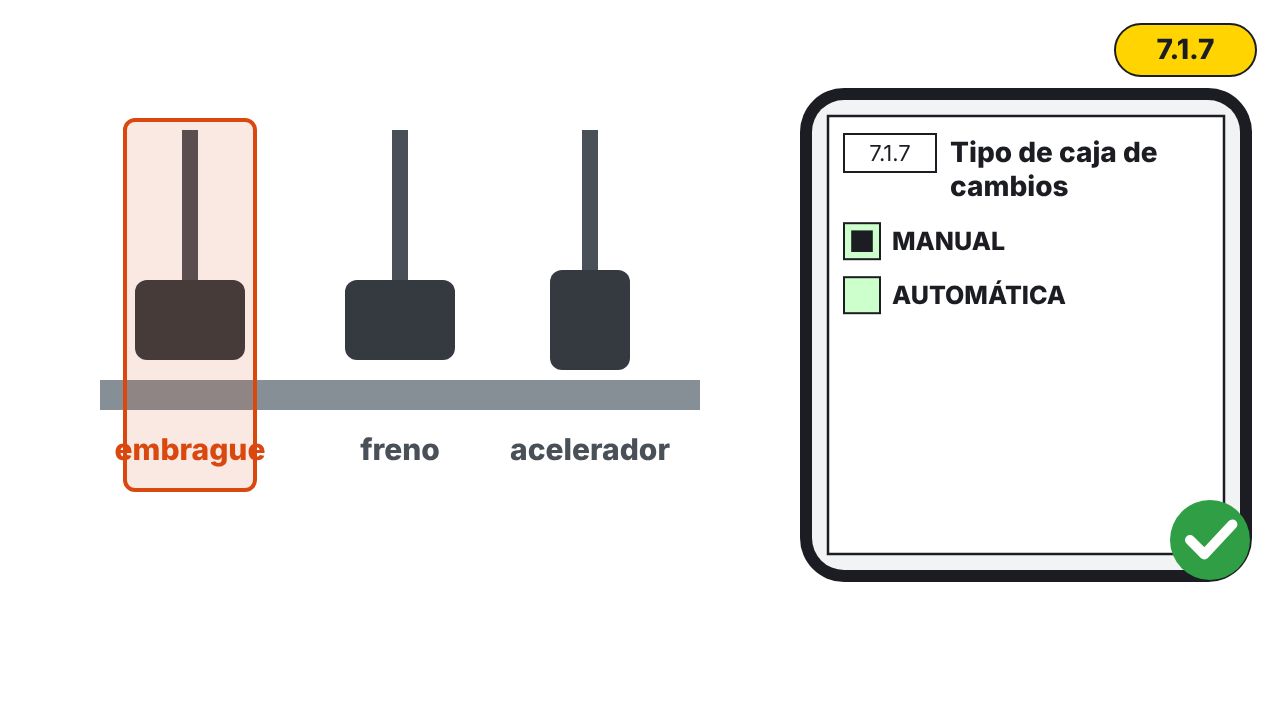 7.1.7
7.1.7
Tipo de caja de
cambios
MANUAL
AUTOMÁTICA
embrague
freno
acelerador